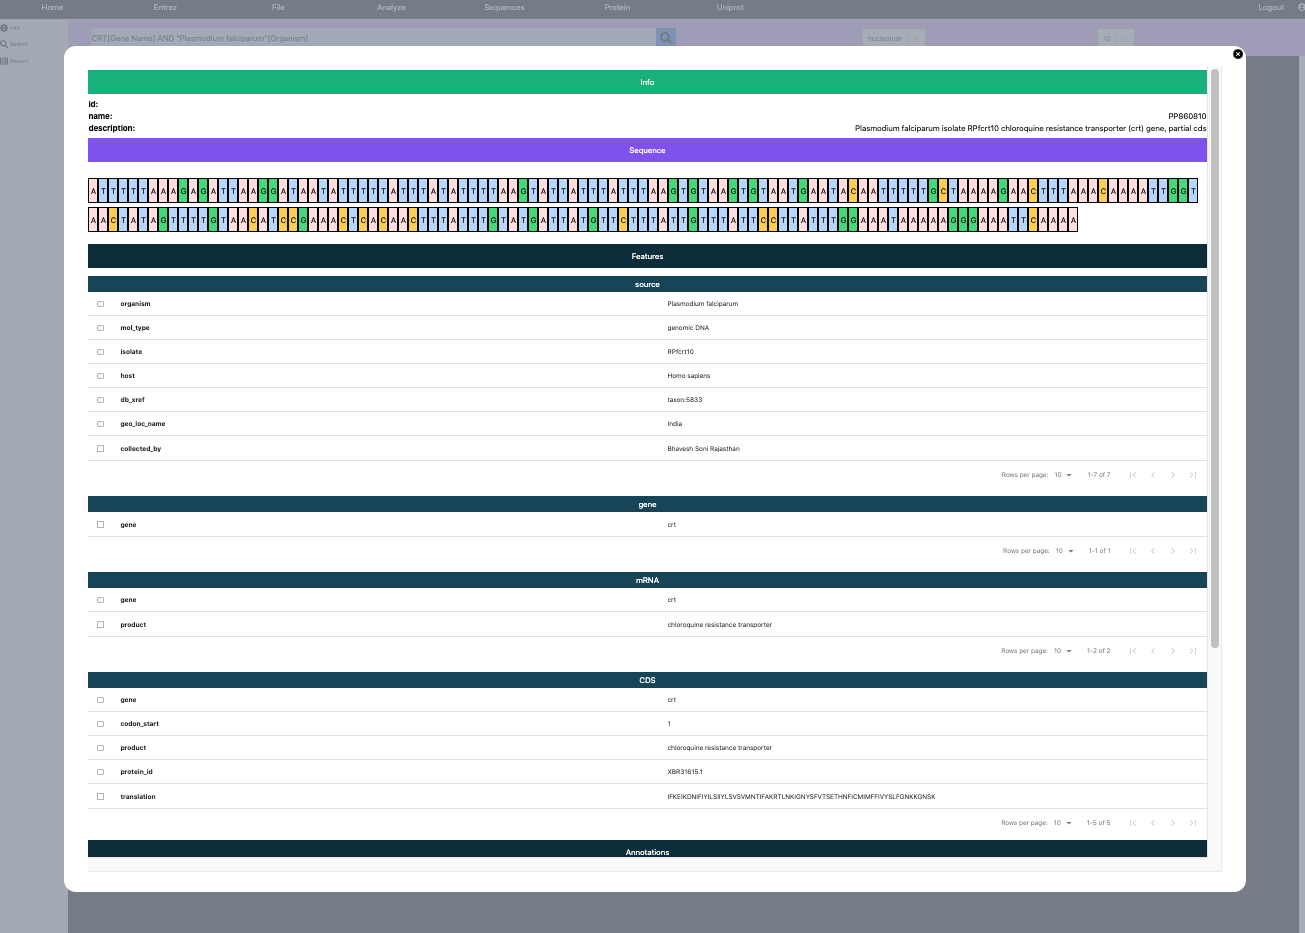 Home Entrez File Analyze Sequences Protein Uniprot Logout
Info
Search
Recent
CRT[Gene Name] AND "Plasmodium falciparum"[Organism] nucleotide 10
Info
id:
name: PP860810
description: Plasmodium falciparum isolate RPfcrt10 chloroquine resistance transporter (crt) gene, partial cds
Sequence
ATTTTTAAAGAGATTAAGGATAATATTTTTATTTATATTTTAAGTATTATTTATTTAAGTGTAAGTGTAATGAATACAATTTTTGCTAAAAGAACTTTAAACAAAATTGGT
AACTATAGTTTTGTAACATCCGAAACTCACAACTTTATTTGTATGATTATGTTCTTTATTGTTTATTCCTTATTTGGAAATAAAAAGGGAAATTCAAAA
Features
source
organism Plasmodium falciparum
mol_type genomic DNA
isolate RPfcrt10
host Homo sapiens
db_xref taxon:5833
geo_loc_name India
collected_by Bhavesh Soni Rajasthan
Rows per page: 10 1-7 of 7
gene
gene crt
Rows per page: 10 1-1 of 1
mRNA
gene crt
product chloroquine resistance transporter
Rows per page: 10 1-2 of 2
CDS
gene crt
codon_start 1
product chloroquine resistance transporter
protein_id XBR31615.1
translation IFKEIKDNIFIYILSIIYLSVSVMNTIFAKRTLNKIGNYSFVTSETHNFICMIMFFIVYSLFGNKKGNSK
Rows per page: 10 1-5 of 5
Annotations